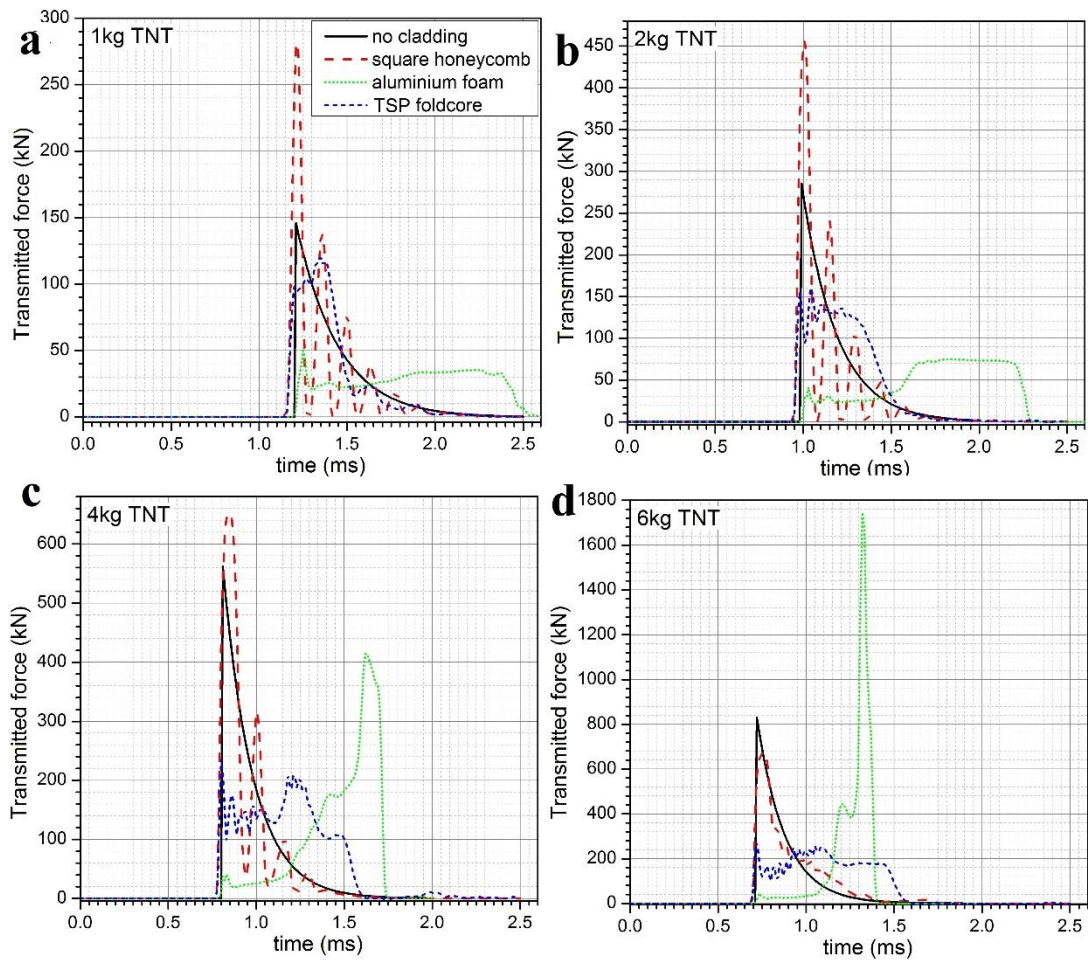 a
1kg TNT
no cladding
square honeycomb
aluminium foam
TSP foldcore
Transmitted force (kN)
300
250
200
150
100
50
0
0.0 0.5 1.0 1.5 2.0 2.5
time (ms)
b
2kg TNT
Transmitted force (kN)
450
400
350
300
250
200
150
100
50
0
0.0 0.5 1.0 1.5 2.0 2.5
time (ms)
c
4kg TNT
Transmitted force (kN)
600
500
400
300
200
100
0
0.0 0.5 1.0 1.5 2.0 2.5
time (ms)
d
6kg TNT
Transmitted force (kN)
1800
1600
1400
1200
1000
800
600
400
200
0
0.0 0.5 1.0 1.5 2.0 2.5
time (ms)